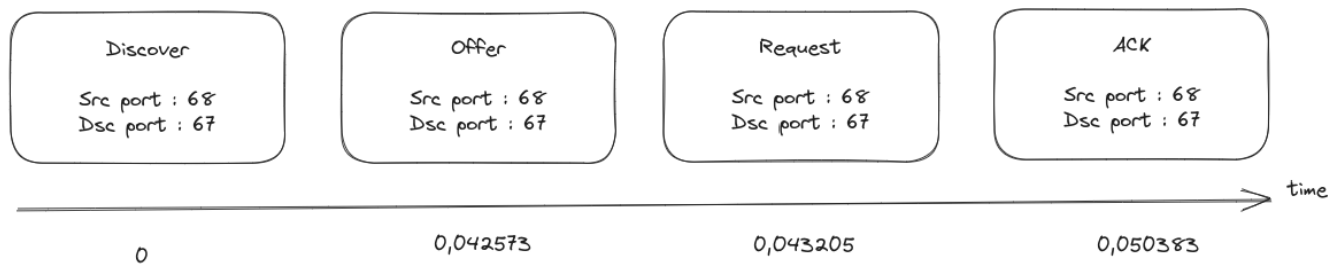 Discover
Src port : 68
Dsc port : 67
Offer
Src port : 68
Dsc port : 67
Request
Src port : 68
Dsc port : 67
ACK
Src port : 68
Dsc port : 67
time
0
0,042573
0,043205
0,050383